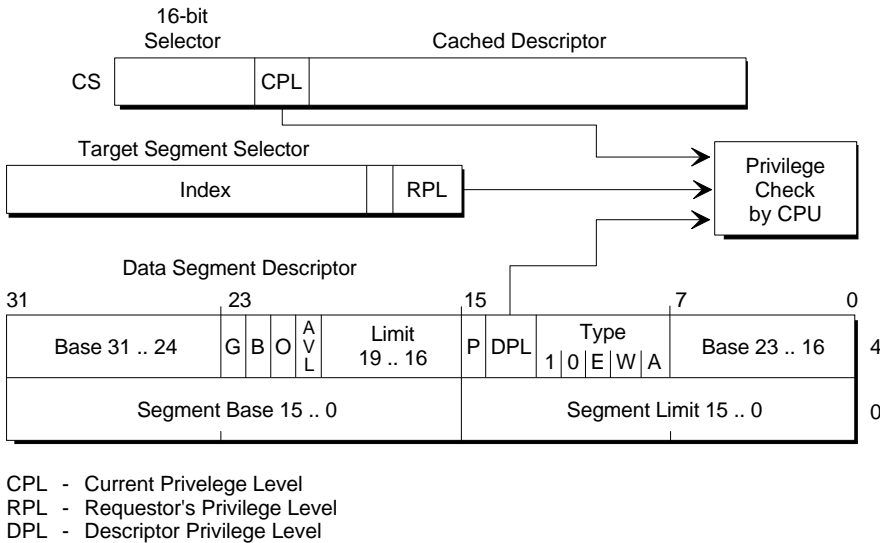 16-bit
Selector
Cached Descriptor
CS
CPL
Target Segment Selector
Index
RPL
Privilege
Check
by CPU
Data Segment Descriptor
31 23 15 7 0
Base 31 .. 24
G B O
A
V
L
Limit
19 .. 16
P DPL
Type
1 0 E W A
Base 23 .. 16
4
Segment Base 15 .. 0
Segment Limit 15 .. 0
0
CPL - Current Privelege Level
RPL - Requestor's Privilege Level
DPL - Descriptor Privilege Level